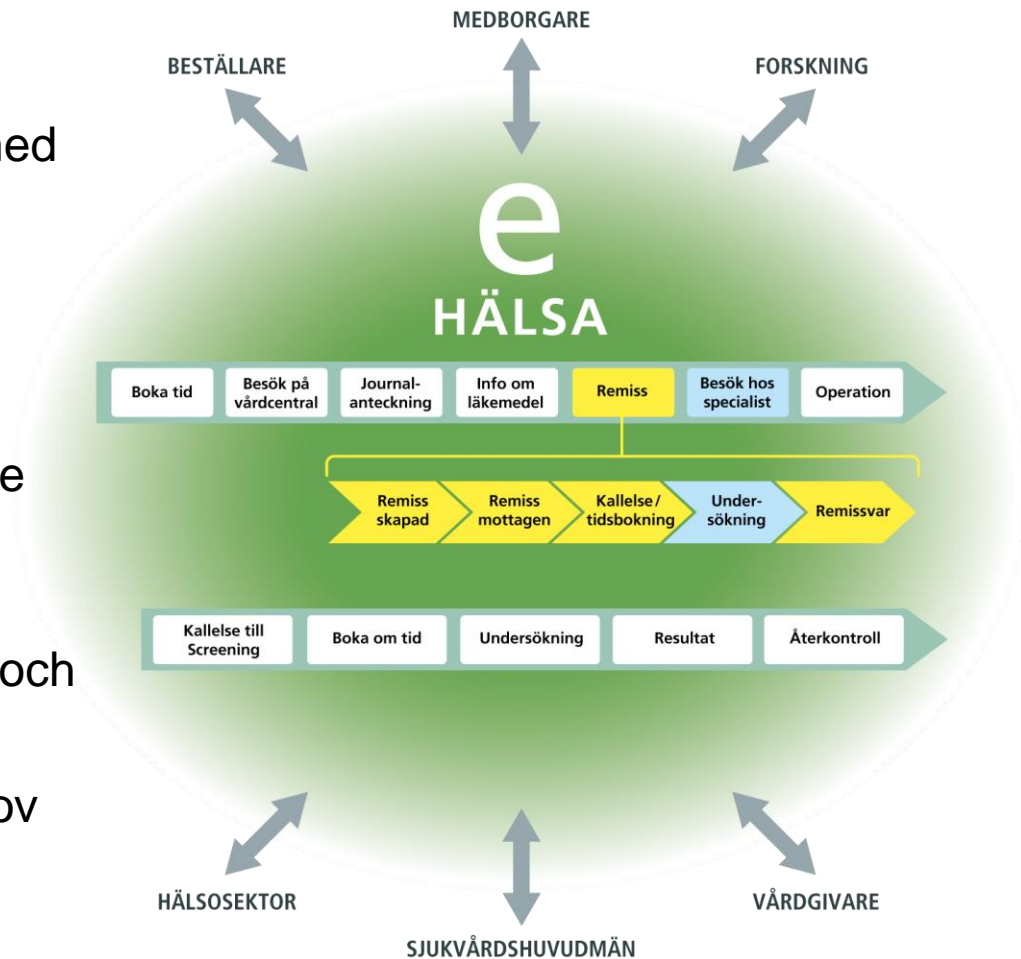 MEDBORGARE
BESTÄLLARE
FORSKNING
e
HÄLSA
Boka tid
Besök på
vårdcentral
Journal-
anteckning
Info om
läkemedel
Remiss
Besök hos
specialist
Operation
Remiss
skapad
Remiss
mottagen
Kallelse/
tidsbokning
Under-
sökning
Remissvar
Kallelse till
Screening
Boka om tid
Undersökning
Resultat
Återkontroll
och
HÄLSOSEKTOR
VÅRDGIVARE
SJUKVÅRDSHUVUDMÄN